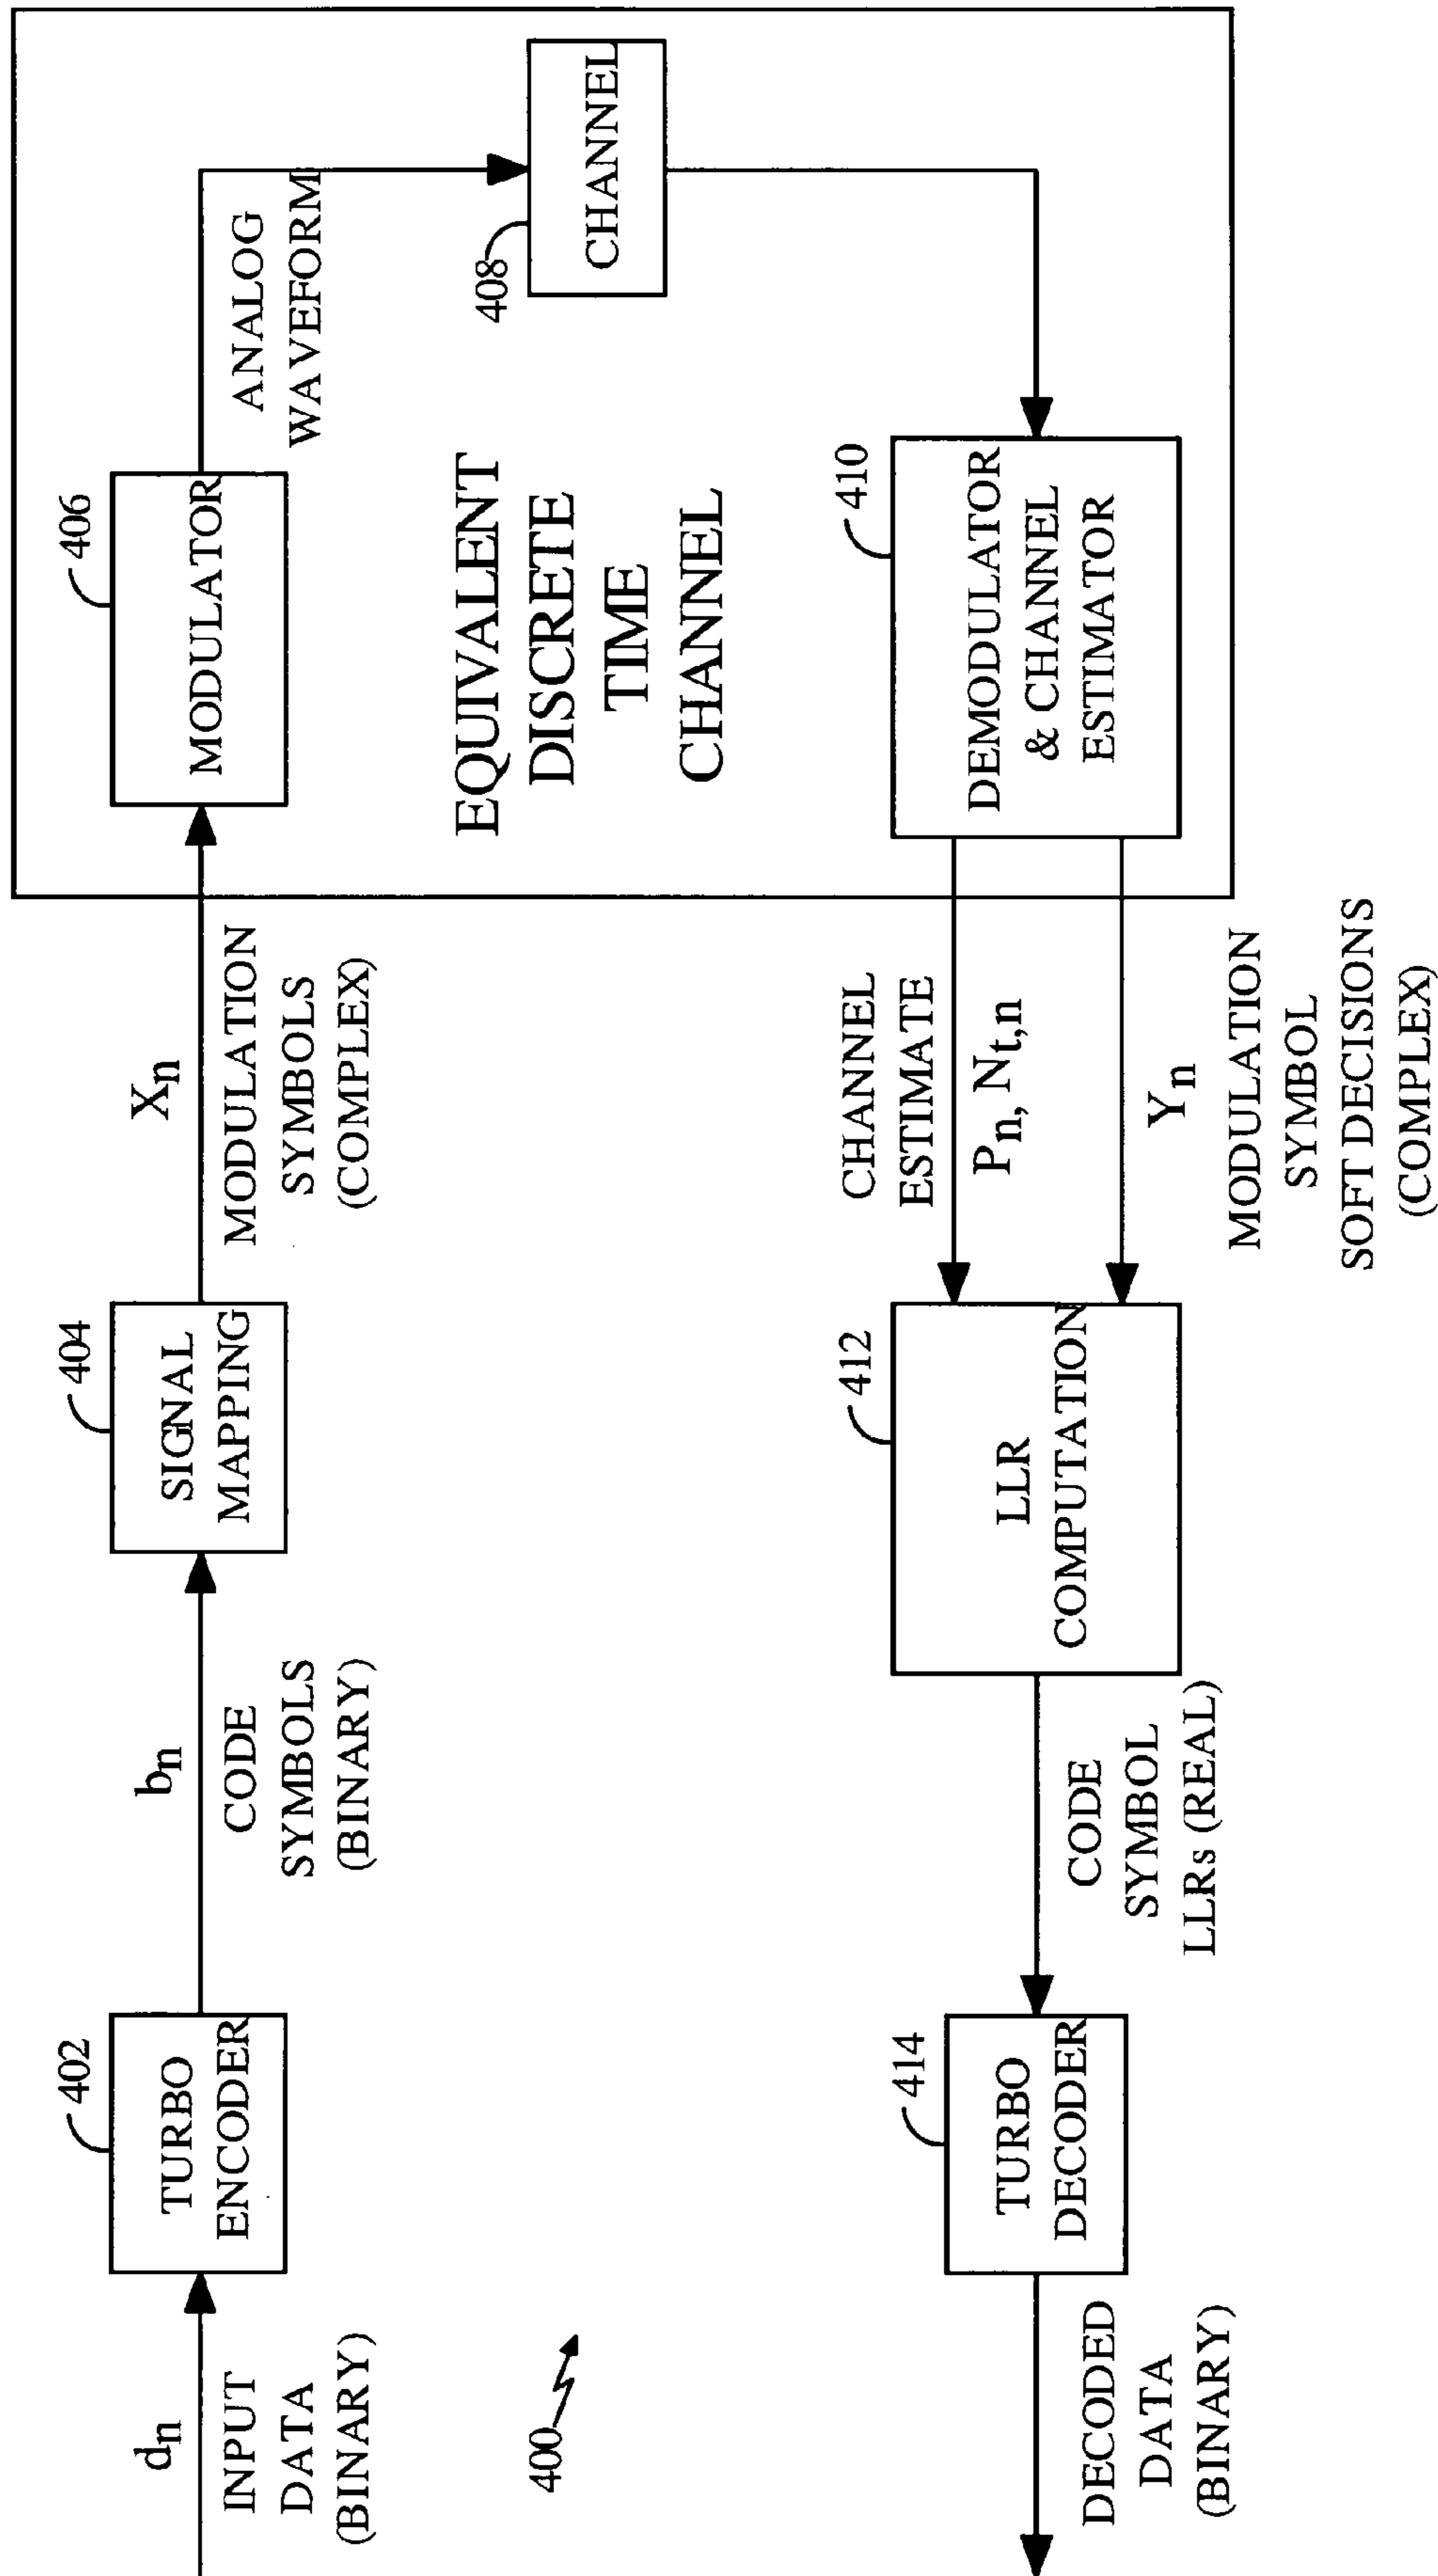 d_n
INPUT
DATA
(BINARY)
402
TURBO
ENCODER
b_n
CODE
SYMBOLS
(BINARY)
404
SIGNAL
MAPPING
X_n
MODULATION
SYMBOLS
(COMPLEX)
406
MODULATOR
ANALOG
WAVEFORM
408
CHANNEL
EQUIVALENT
DISCRETE
TIME
CHANNEL
410
DEMODULATOR
& CHANNEL
ESTIMATOR
CHANNEL
ESTIMATE
P_n, N_t,n
Y_n
MODULATION
SYMBOL
SOFT DECISIONS
(COMPLEX)
412
LLR
COMPUTATION
CODE
SYMBOL
LLRs (REAL)
414
TURBO
DECODER
DECODED
DATA
(BINARY)
400